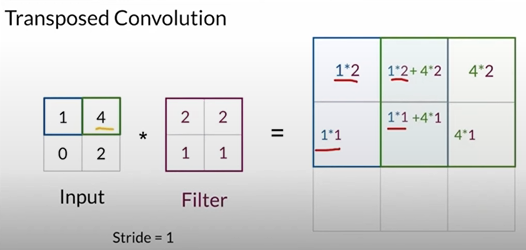 Transposed Convolution
1*2 1*2+ 4*2 4*2
1 4 2 2
* =
1*1 1*1 +4*1 4*1
0 2 1 1
Input Filter
Stride = 1